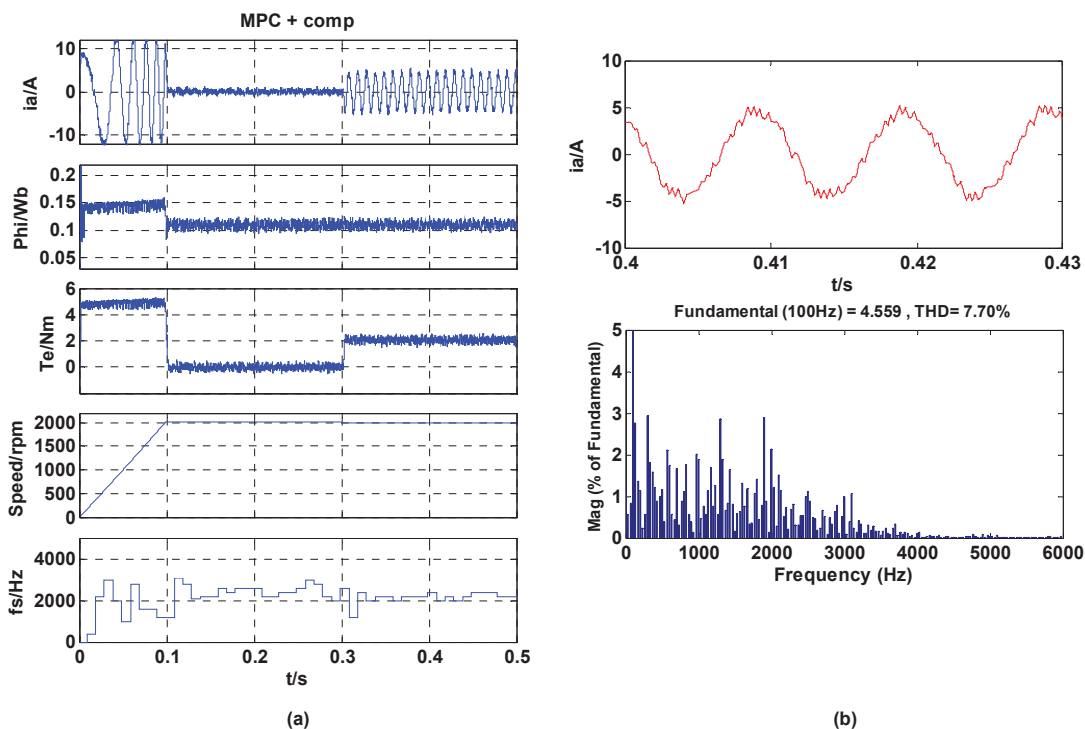 MPC + comp
10
0
-10
ia/A
0.2
0.15
0.1
0.05
Phi/Wb
6
4
2
0
Te/Nm
2000
1500
1000
500
0
Speed/rpm
4000
2000
0
fs/Hz
0 0.1 0.2 0.3 0.4 0.5
t/s
(a)
10
5
0
-5
-10
ia/A
0.4 0.41 0.42 0.43
t/s
Fundamental (100Hz) = 4.559 , THD= 7.70%
5
4
3
2
1
0
Mag (% of Fundamental)
0 1000 2000 3000 4000 5000 6000
Frequency (Hz)
(b)